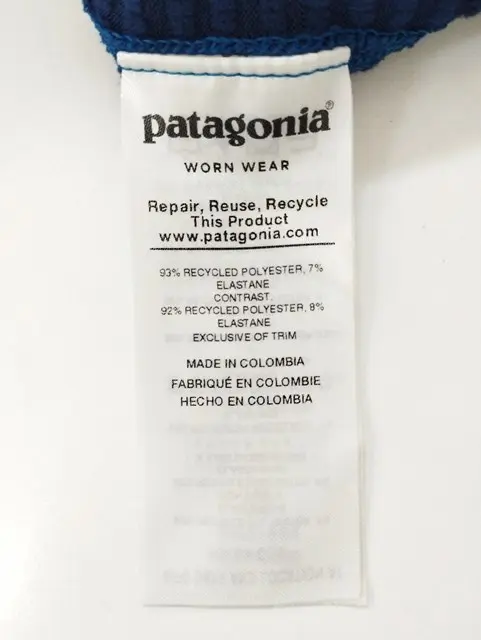 patagonia®
WORN WEAR
Repair, Reuse, Recycle
This Product
www.patagonia.com
93% RECYCLED POLYESTER, 7%
ELASTANE
CONTRAST.
92% RECYCLED POLYESTER, 8%
ELASTANE
EXCLUSIVE OF TRIM
MADE IN COLOMBIA
FABRIQUÉ EN COLOMBIE
HECHO EN COLOMBIA